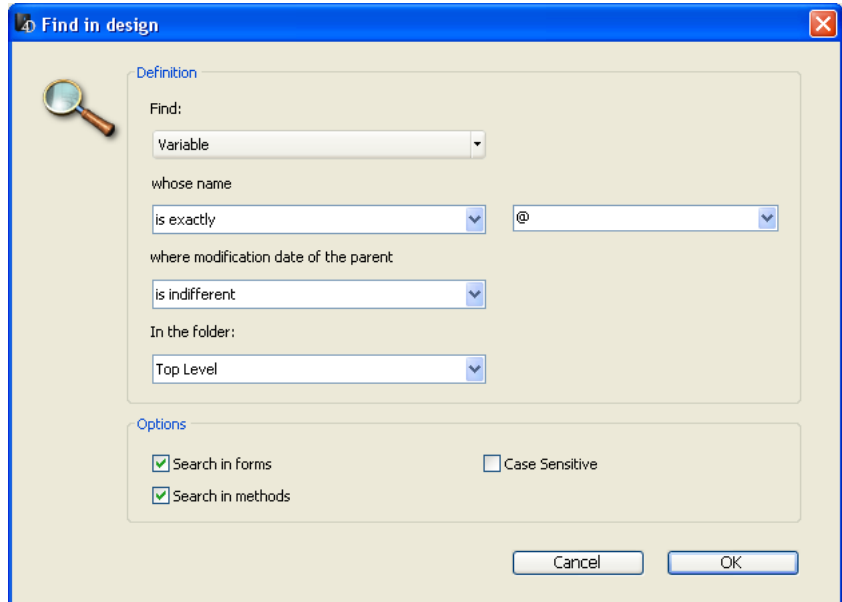 Find in design
Definition
Find:
Variable
whose name
is exactly
@
where modification date of the parent
is indifferent
In the folder:
Top Level
Options
Search in forms
Case Sensitive
Search in methods
Cancel
OK